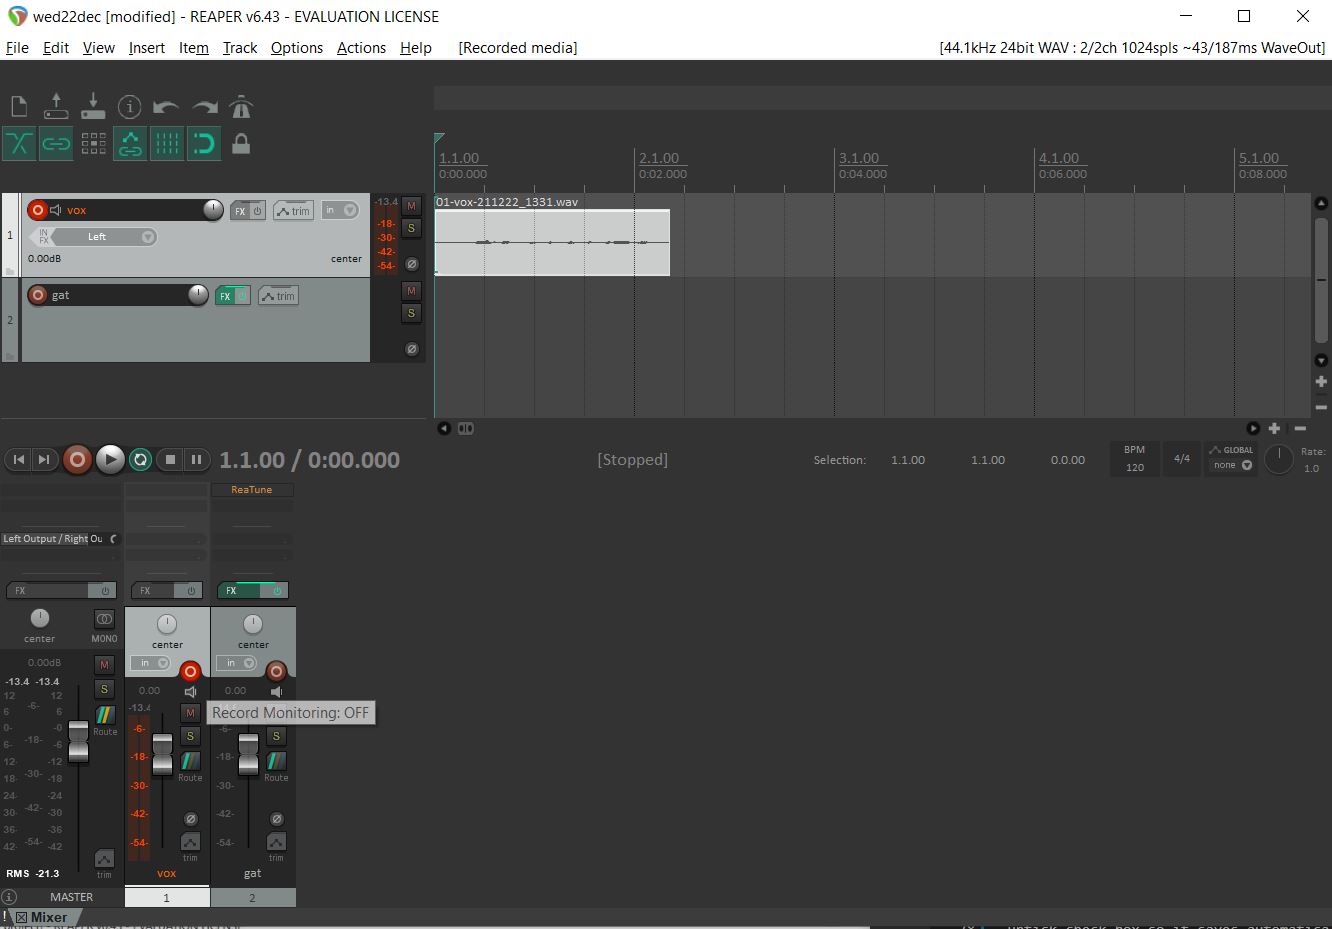 wed22dec [modified] - REAPER v6.43 - EVALUATION LICENSE
File Edit View Insert Item Track Options Actions Help [Recorded media] [44.1kHz 24bit WAV : 2/2ch 1024spls ~43/187ms WaveOut]
1.1.00 2.1.00 3.1.00 4.1.00 5.1.00
0:00.000 0:02.000 0:04.000 0:06.000 0:08.000
1 vox FX trim in -13.4 M
01-vox-211222_1331.wav
IN FX Left -18- S
-30-
-42-
0.00dB center -54-
2 gat FX trim M
S
1.1.00 / 0:00.000 [Stopped] Selection: 1.1.00 1.1.00 0.0.00 BPM 120 4/4 GLOBAL none Rate: 1.0
ReaTune
Left Output / Right Ou
FX FX FX
center MONO center center
in in
0.00dB M 0.00 0.00
-13.4 -13.4 S -13.4 M Record Monitoring: OFF
12 12
6 -6- 6 Route -6- S -6- S
0- -0
6- -18- -6 -18- Route -18- Route
12- -12
18- -30- -18 -30- -30-
24- -24
30- -42- -30 -42- -42-
36- -36
42- -54- -42 -54- trim -54- trim
RMS -21.3 trim vox gat
MASTER 1 2
! Mixer